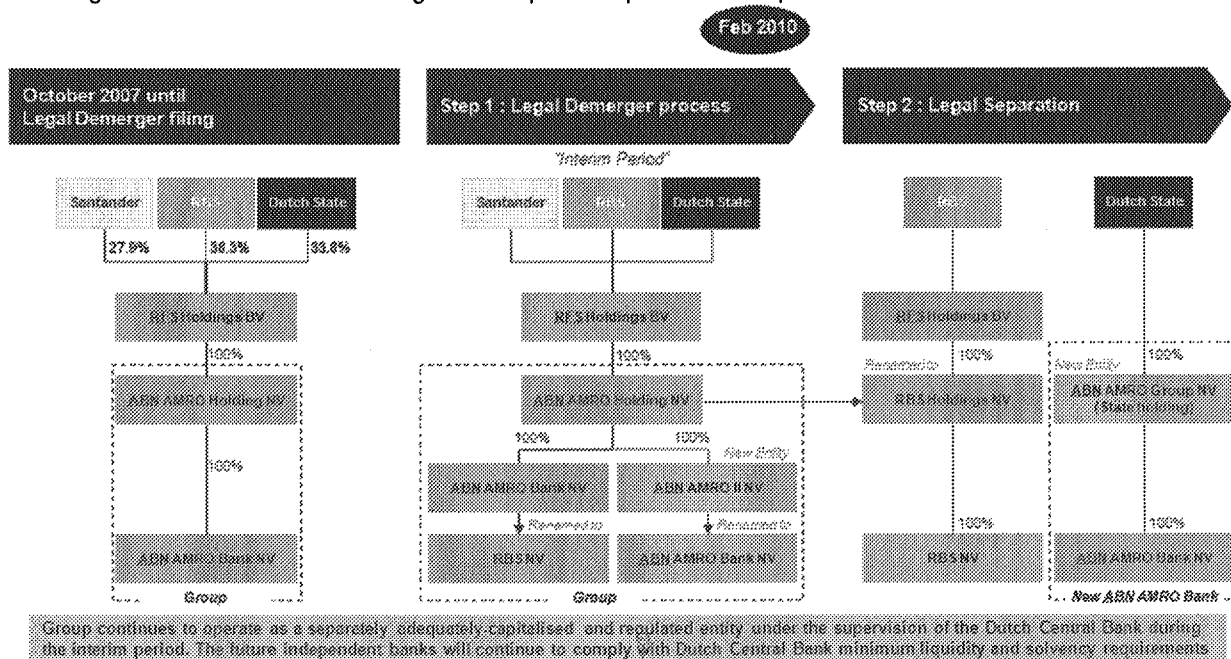 Feb 2010
October 2007 until
Legal Demerger filing
Step 1 : Legal Demerger process
Step 2 : Legal Separation
"Interim Period"
Santander RBS Dutch State
27.9% 38.3% 33.8%
RFS Holdings BV
100%
ABN AMRO Holding NV
100%
ABN AMRO Bank NV
Group
Santander RBS Dutch State
RFS Holdings BV
100%
ABN AMRO Holding NV
100% 100%
New Entity
ABN AMRO Bank NV ABN AMRO II NV
Renamed to Renamed to
RBS NV ABN AMRO Bank NV
Group
RBS Dutch State
RFS Holdings BV
Renamed to 100% New Entity 100%
RBS Holdings NV ABN AMRO Group NV
(State holding)
100% 100%
RBS NV ABN AMRO Bank NV
New ABN AMRO Bank
Group continues to operate as a separately adequately-capitalised and regulated entity under the supervision of the Dutch Central Bank during
the interim period. The future independent banks will continue to comply with Dutch Central Bank minimum liquidity and solvency requirements